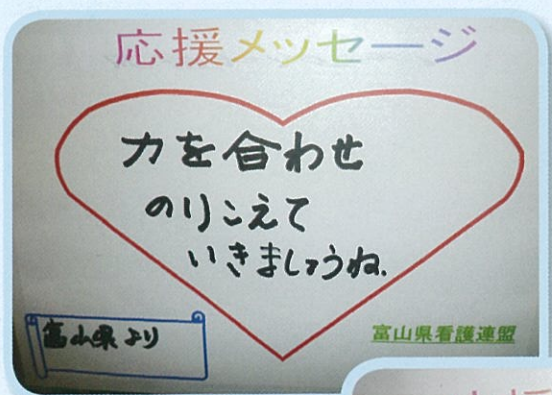 応援メッセージ
力を合わせ
のりこえて
いきましょうね.
富山県より
富山県看護連盟